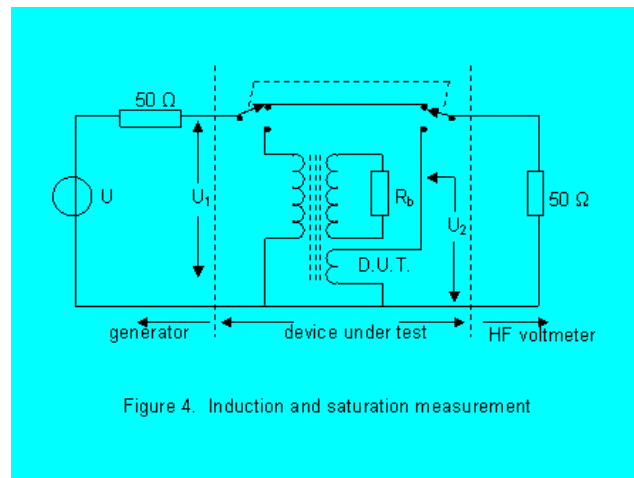 50 Ω
U
U1
Rb
U2
50 Ω
D.U.T.
generator
device under test
HF voltmeter
Figure 4. Induction and saturation measurement